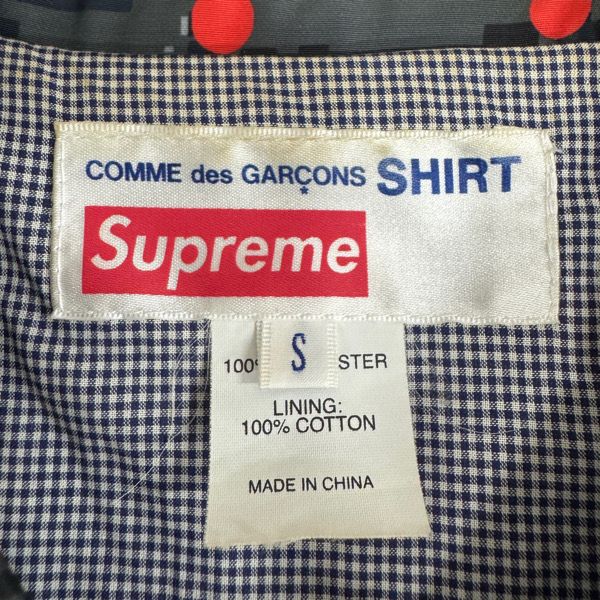 COMME des GARÇONS SHIRT
Supreme
S
100% STER
LINING:
100% COTTON
MADE IN CHINA